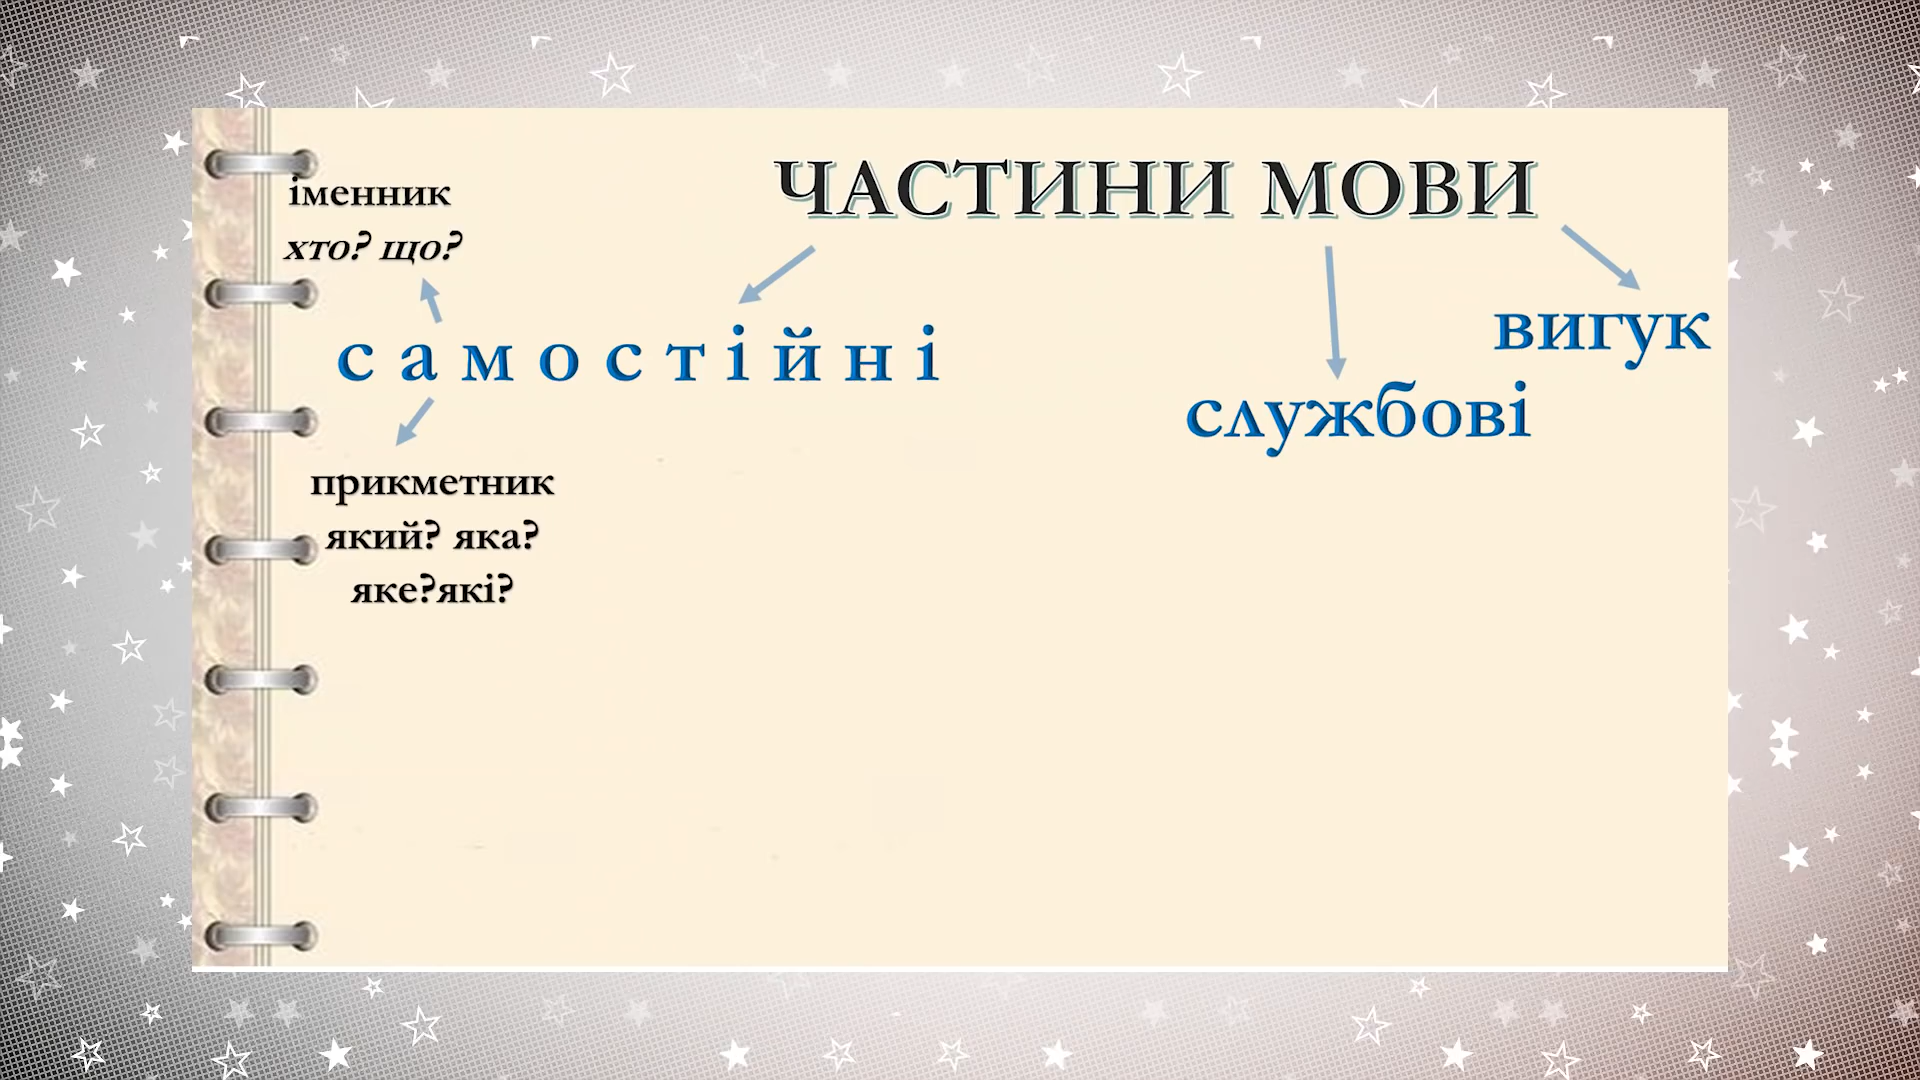 ЧАСТИНИ МОВИ
іменник
хто? що?
самостійні
вигук
службові
прикметник
який? яка?
яке?які?